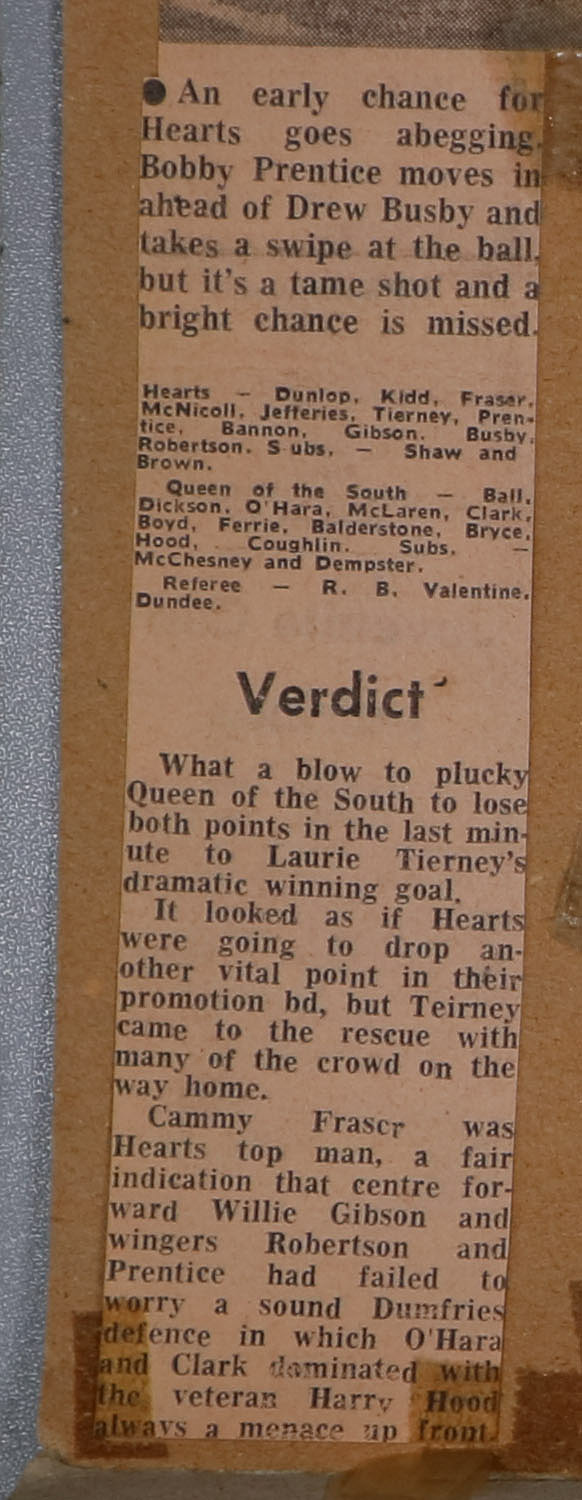 ● An early chance for
Hearts goes abegging.
Bobby Prentice moves in
ahead of Drew Busby and
takes a swipe at the ball,
but it's a tame shot and a
bright chance is missed.
Hearts — Dunlop, Kidd, Fraser,
McNicoll, Jefferies, Tierney, Pren-
tice, Bannon, Gibson, Busby,
Robertson. S ubs, — Shaw and
Brown.
Queen of the South — Ball,
Dickson, O'Hara, McLaren, Clark,
Boyd, Ferrie, Balderstone, Bryce,
Hood, Coughlin. Subs. —
McChesney and Dempster.
Referee — R. B. Valentine,
Dundee.
Verdict
What a blow to plucky
Queen of the South to lose
both points in the last min-
ute to Laurie Tierney's
dramatic winning goal.
It looked as if Hearts
were going to drop an-
other vital point in their
promotion bd, but Teirney
came to the rescue with
many of the crowd on the
way home.
Cammy Fraser was
Hearts top man, a fair
indication that centre for-
ward Willie Gibson and
wingers Robertson and
Prentice had failed to
worry a sound Dumfries
defence in which O'Hara
and Clark dominated with
the veteran Harry Hood
always a menace up front.